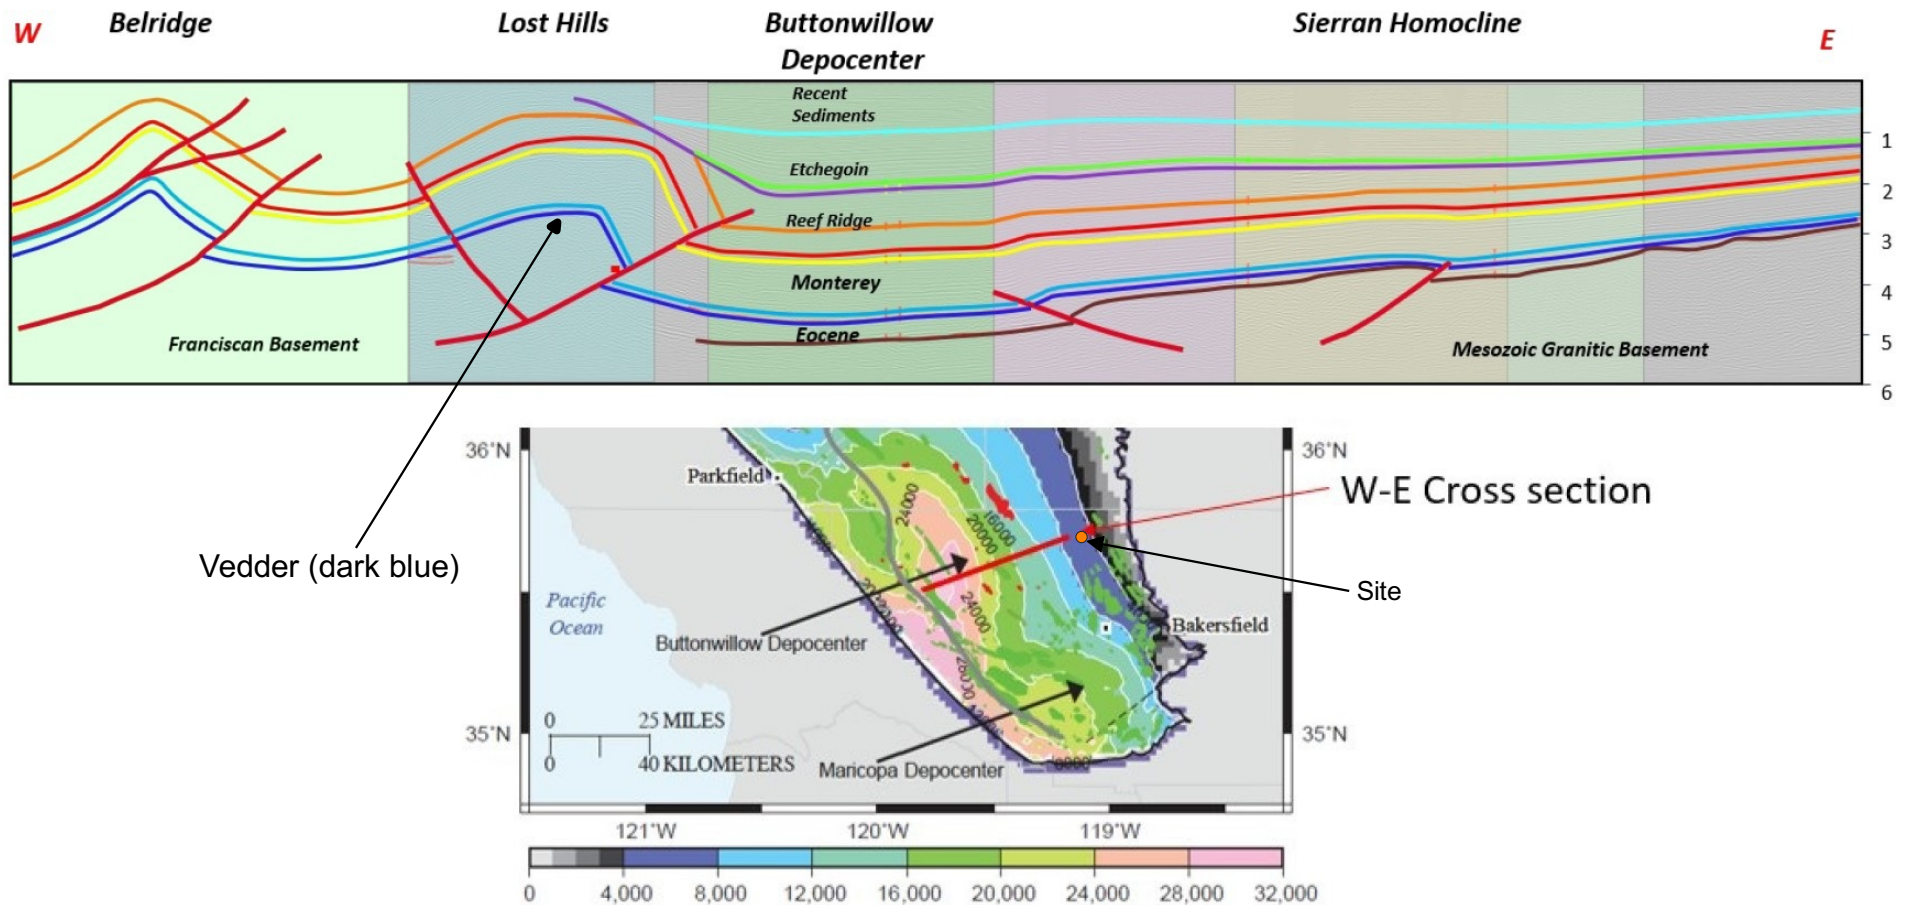 W
Belridge
Lost Hills
Buttonwillow
Depocenter
Sierran Homocline
E
Recent
Sediments
Etchegoin
Reef Ridge
Monterey
Eocene
Franciscan Basement
Mesozoic Granitic Basement
1
2
3
4
5
6
Vedder (dark blue)
36°N
36°N
Parkfield
W-E Cross section
24000
20000
16000
24000
28000
Site
Pacific
Ocean
Buttonwillow Depocenter
Bakersfield
0
25 MILES
35°N
35°N
0
40 KILOMETERS
Maricopa Depocenter
121°W
120°W
119°W
0
4,000
8,000
12,000
16,000
20,000
24,000
28,000
32,000